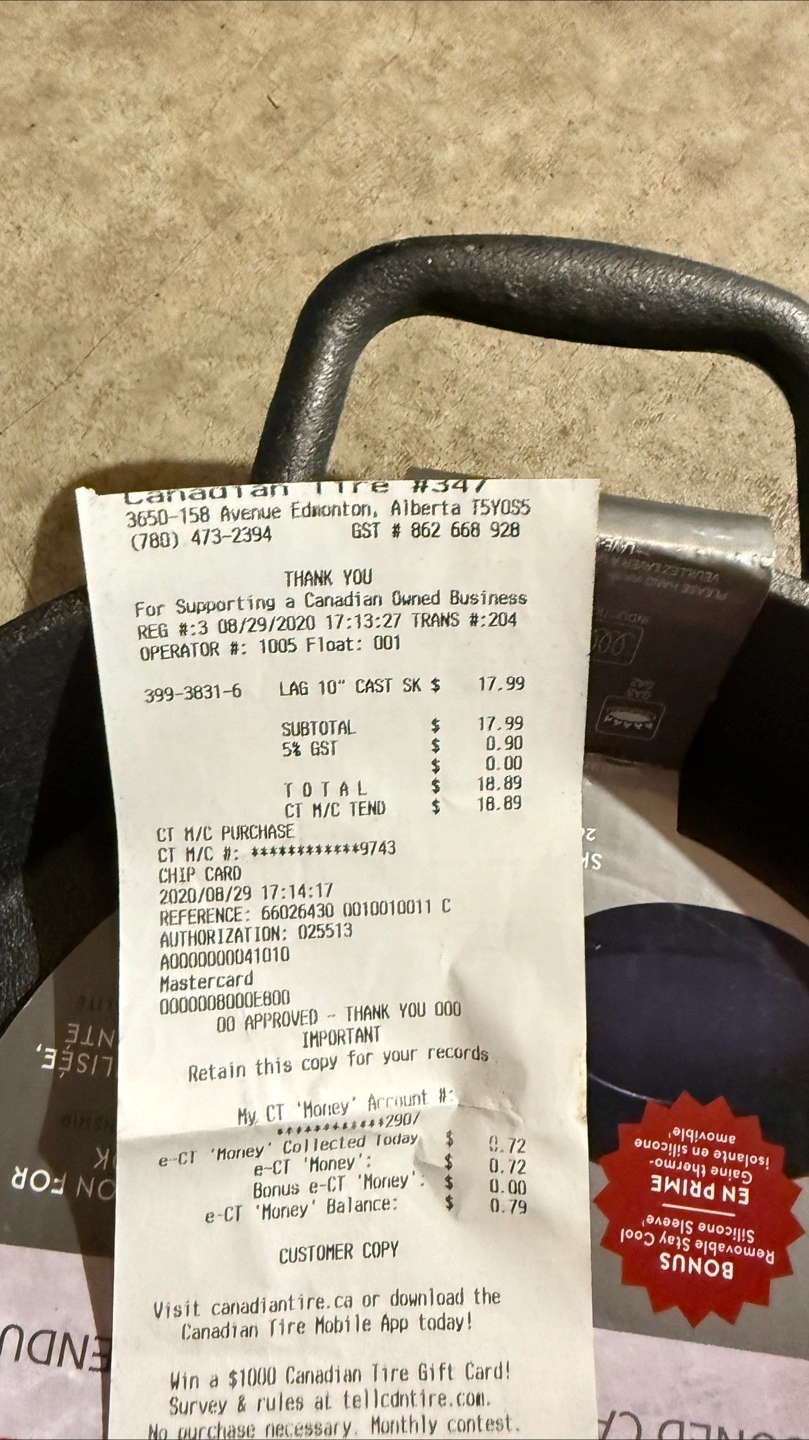 Canadian Tire #347
3650-158 Avenue Edmonton, Alberta T5Y0S5
(780) 473-2394 GST # 862 668 928
THANK YOU
For Supporting a Canadian Owned Business
REG #:3 08/29/2020 17:13:27 TRANS #:204
OPERATOR #: 1005 Float: 001
399-3831-6 LAG 10" CAST SK $ 17.99
SUBTOTAL $ 17.99
5% GST $ 0.90
$ 0.00
T O T A L $ 18.89
CT M/C TEND $ 18.89
CT M/C PURCHASE
CT M/C #: ************9743
CHIP CARD
2020/08/29 17:14:17
REFERENCE: 66026430 0010010011 C
AUTHORIZATION: 025513
A0000000041010
Mastercard
0000008000E800
00 APPROVED - THANK YOU 000
IMPORTANT
Retain this copy for your records
My CT 'Money' Account #:
************2907
e-CT 'Money' Collected Today $ 0.72
e-CT 'Money': $ 0.72
Bonus e-CT 'Money': $ 0.00
e-CT 'Money' Balance: $ 0.79
CUSTOMER COPY
Visit canadiantire.ca or download the
Canadian Tire Mobile App today!
Win a $1000 Canadian Tire Gift Card!
Survey & rules at tellcdntire.com.
No purchase necessary. Monthly contest.
BONUS
Removable Stay Cool
Silicone Sleeve
EN PRIME
Gaine thermo-
isolante en silicone
amovible
PLEASE HAND WASH
GAS
GAZ
ON FOR